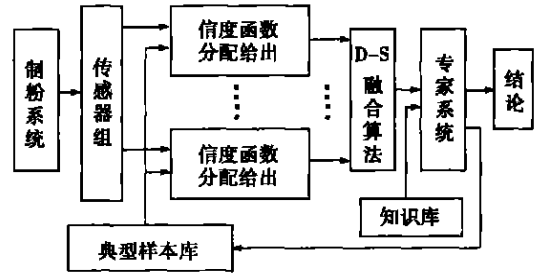 制粉系统
传感器组
信度函数
分配给出
信度函数
分配给出
D-S
融合算法
专家系统
结论
知识库
典型样本库